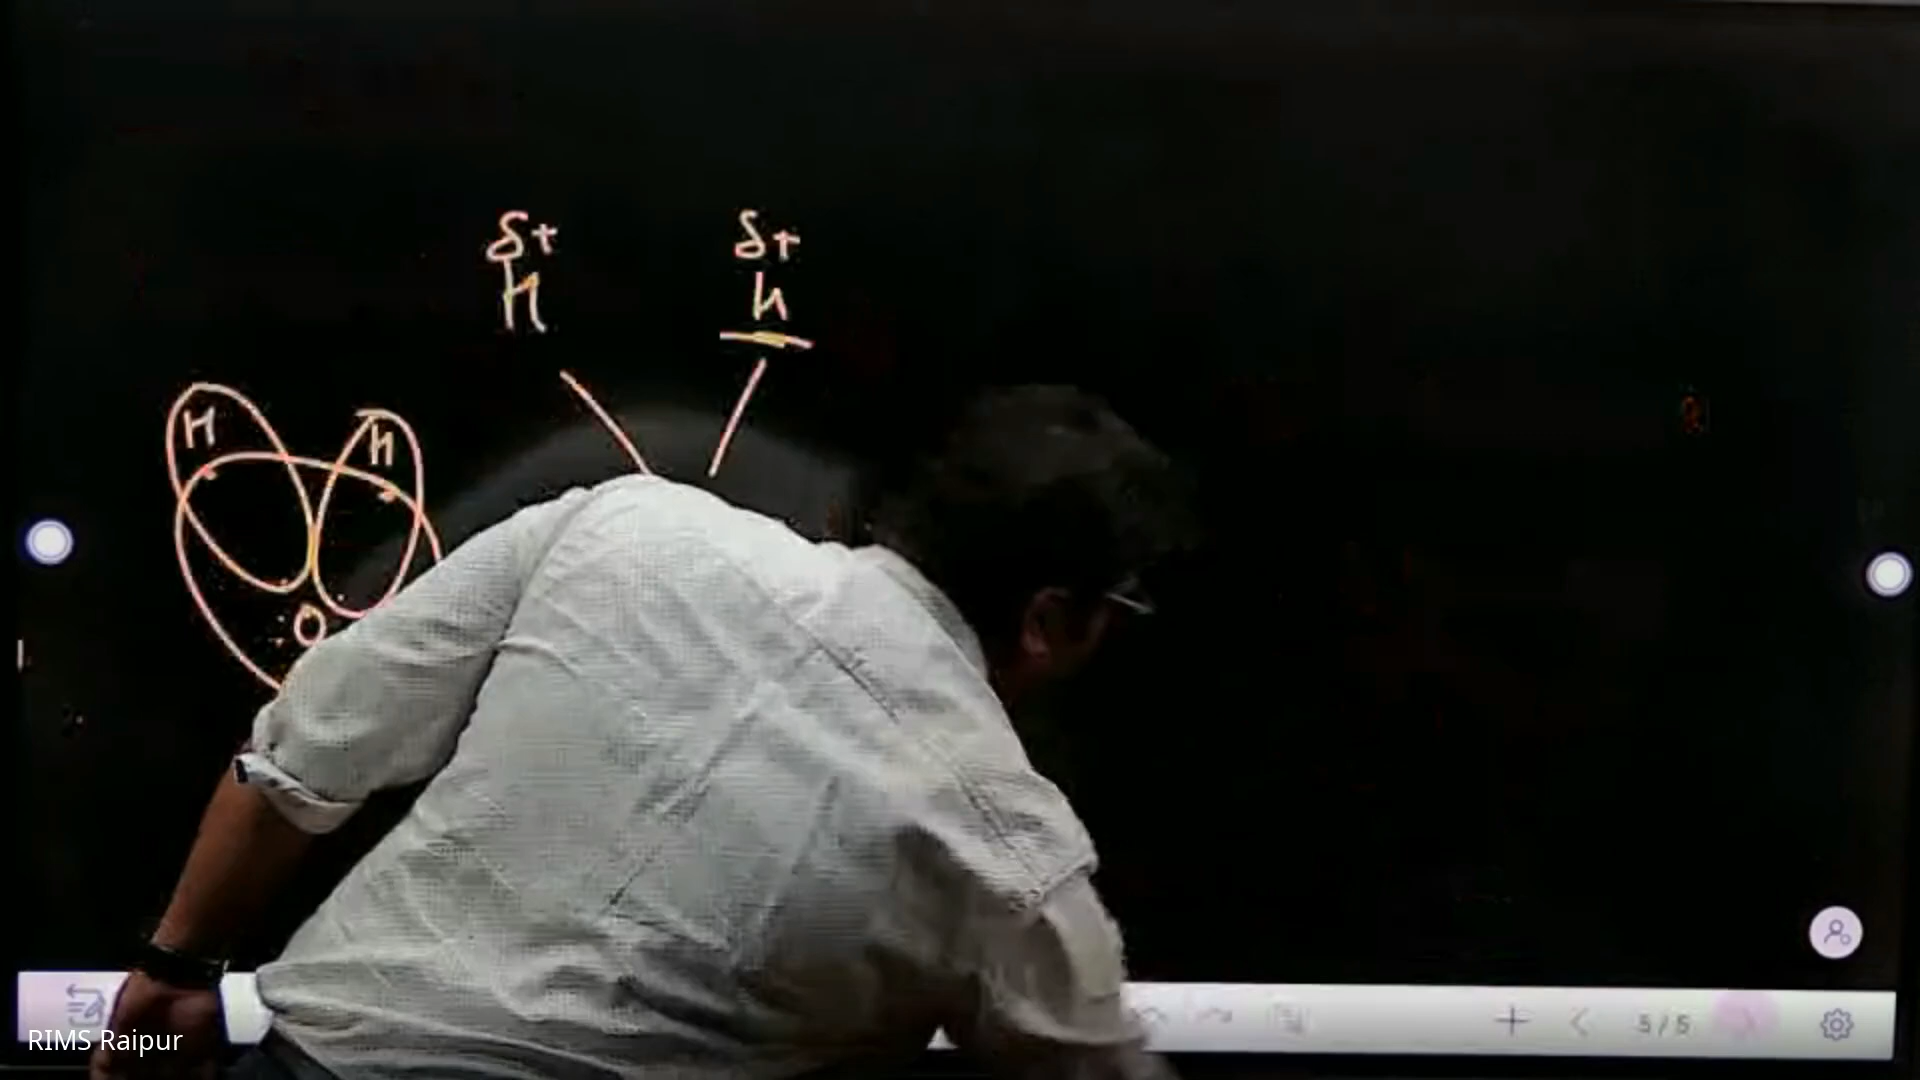 δ+ δ+
H H
H H
O
5/5
RIMS Raipur